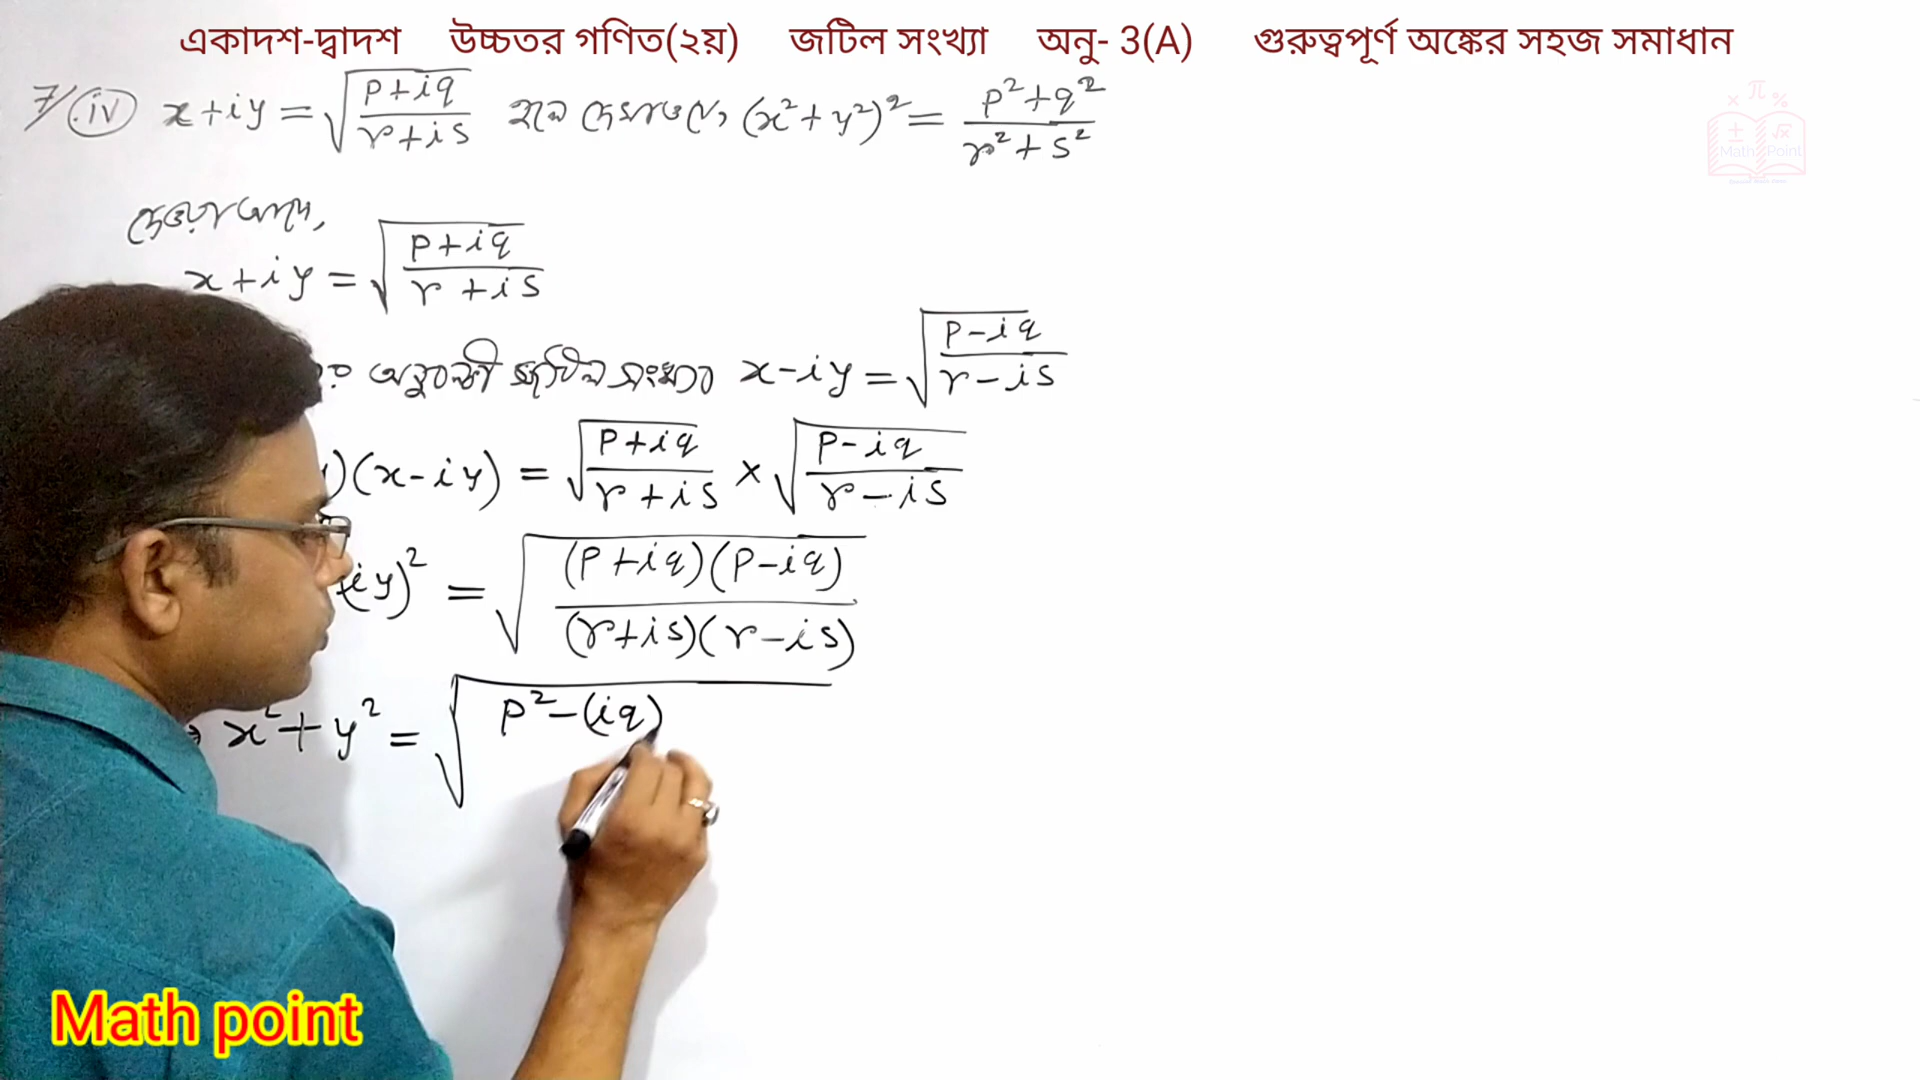 একাদশ-দ্বাদশ উচ্চতর গণিত(২য়) জটিল সংখ্যা অনু- 3(A) গুরুত্বপূর্ণ অঙ্কের সহজ সমাধান
7/ (iv) x+iy = √((p+iq)/(r+is)) হলে দেখাও যে, (x²+y²)² = (p²+q²)/(r²+s²)
Math Point
দেওয়া আছে,
x+iy = √((p+iq)/(r+is))
র অনুবন্ধী জটিল সংখ্যা x-iy = √((p-iq)/(r-is))
)(x-iy) = √((p+iq)/(r+is)) × √((p-iq)/(r-is))
(iy)² = √((p+iq)(p-iq)/(r+is)(r-is))
x²+y² = √(p²-(iq)
Math point